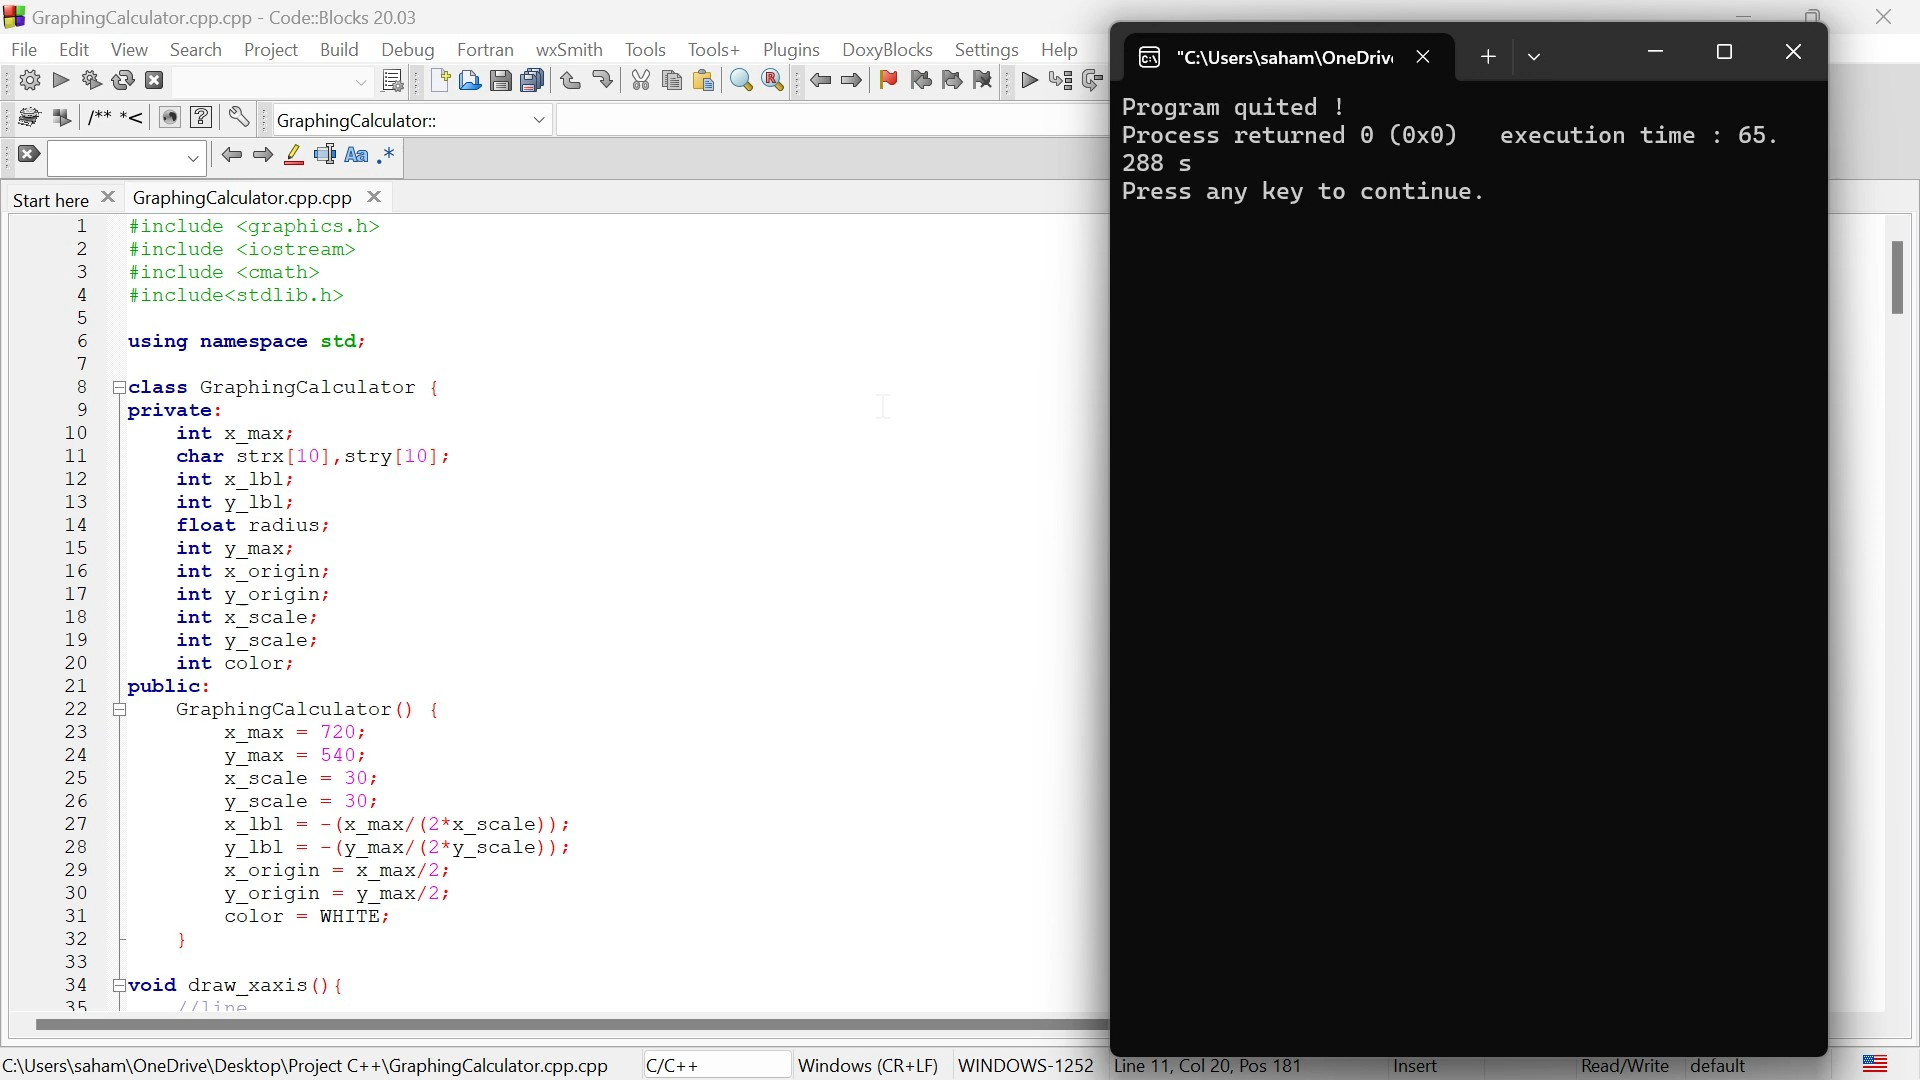 GraphingCalculator.cpp.cpp - Code::Blocks 20.03
File Edit View Search Project Build Debug Fortran wxSmith Tools Tools+ Plugins DoxyBlocks Settings Help
/** *<
GraphingCalculator::
Aa .*
Start here GraphingCalculator.cpp.cpp
1 #include <graphics.h>
2 #include <iostream>
3 #include <cmath>
4 #include<stdlib.h>
5
6 using namespace std;
7
8 class GraphingCalculator {
9 private:
10 int x_max;
11 char strx[10],stry[10];
12 int x_lbl;
13 int y_lbl;
14 float radius;
15 int y_max;
16 int x_origin;
17 int y_origin;
18 int x_scale;
19 int y_scale;
20 int color;
21 public:
22 GraphingCalculator() {
23 x_max = 720;
24 y_max = 540;
25 x_scale = 30;
26 y_scale = 30;
27 x_lbl = -(x_max/(2*x_scale));
28 y_lbl = -(y_max/(2*y_scale));
29 x_origin = x_max/2;
30 y_origin = y_max/2;
31 color = WHITE;
32 }
33
34 void draw_xaxis(){
35 //line
"C:\Users\saham\OneDriv
Program quited !
Process returned 0 (0x0) execution time : 65.
288 s
Press any key to continue.
C:\Users\saham\OneDrive\Desktop\Project C++\GraphingCalculator.cpp.cpp C/C++ Windows (CR+LF) WINDOWS-1252 Line 11, Col 20, Pos 181 Insert Read/Write default